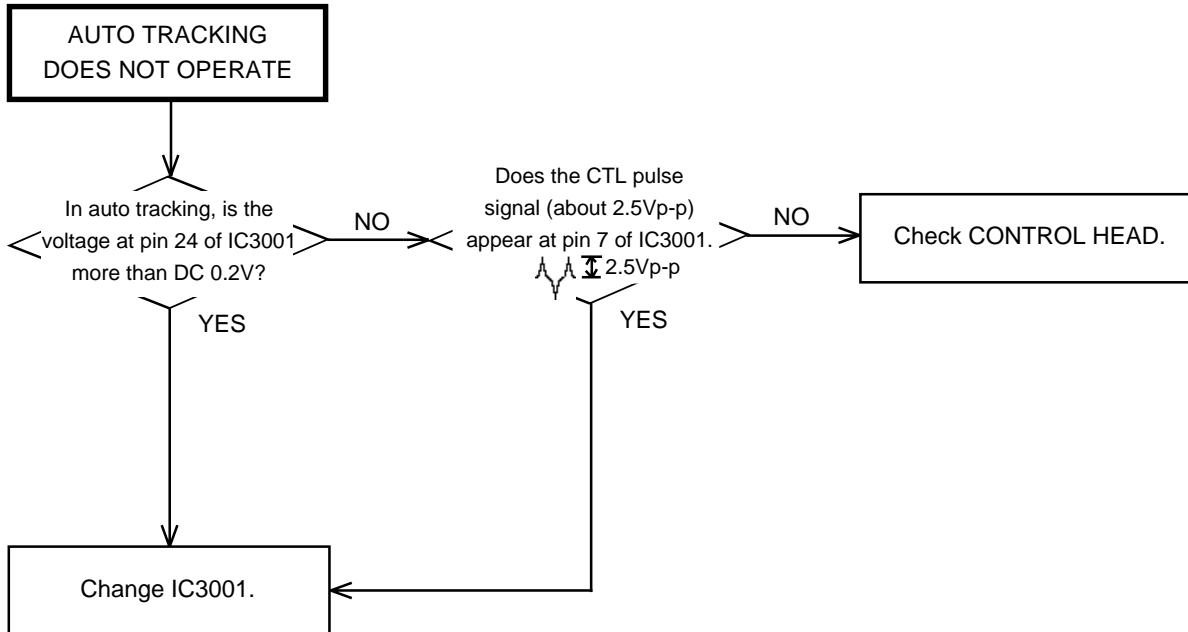 AUTO TRACKING
DOES NOT OPERATE
In auto tracking, is the
voltage at pin 24 of IC3001
more than DC 0.2V?
NO
YES
Does the CTL pulse
signal (about 2.5Vp-p)
appear at pin 7 of IC3001.
2.5Vp-p
NO
YES
Check CONTROL HEAD.
Change IC3001.